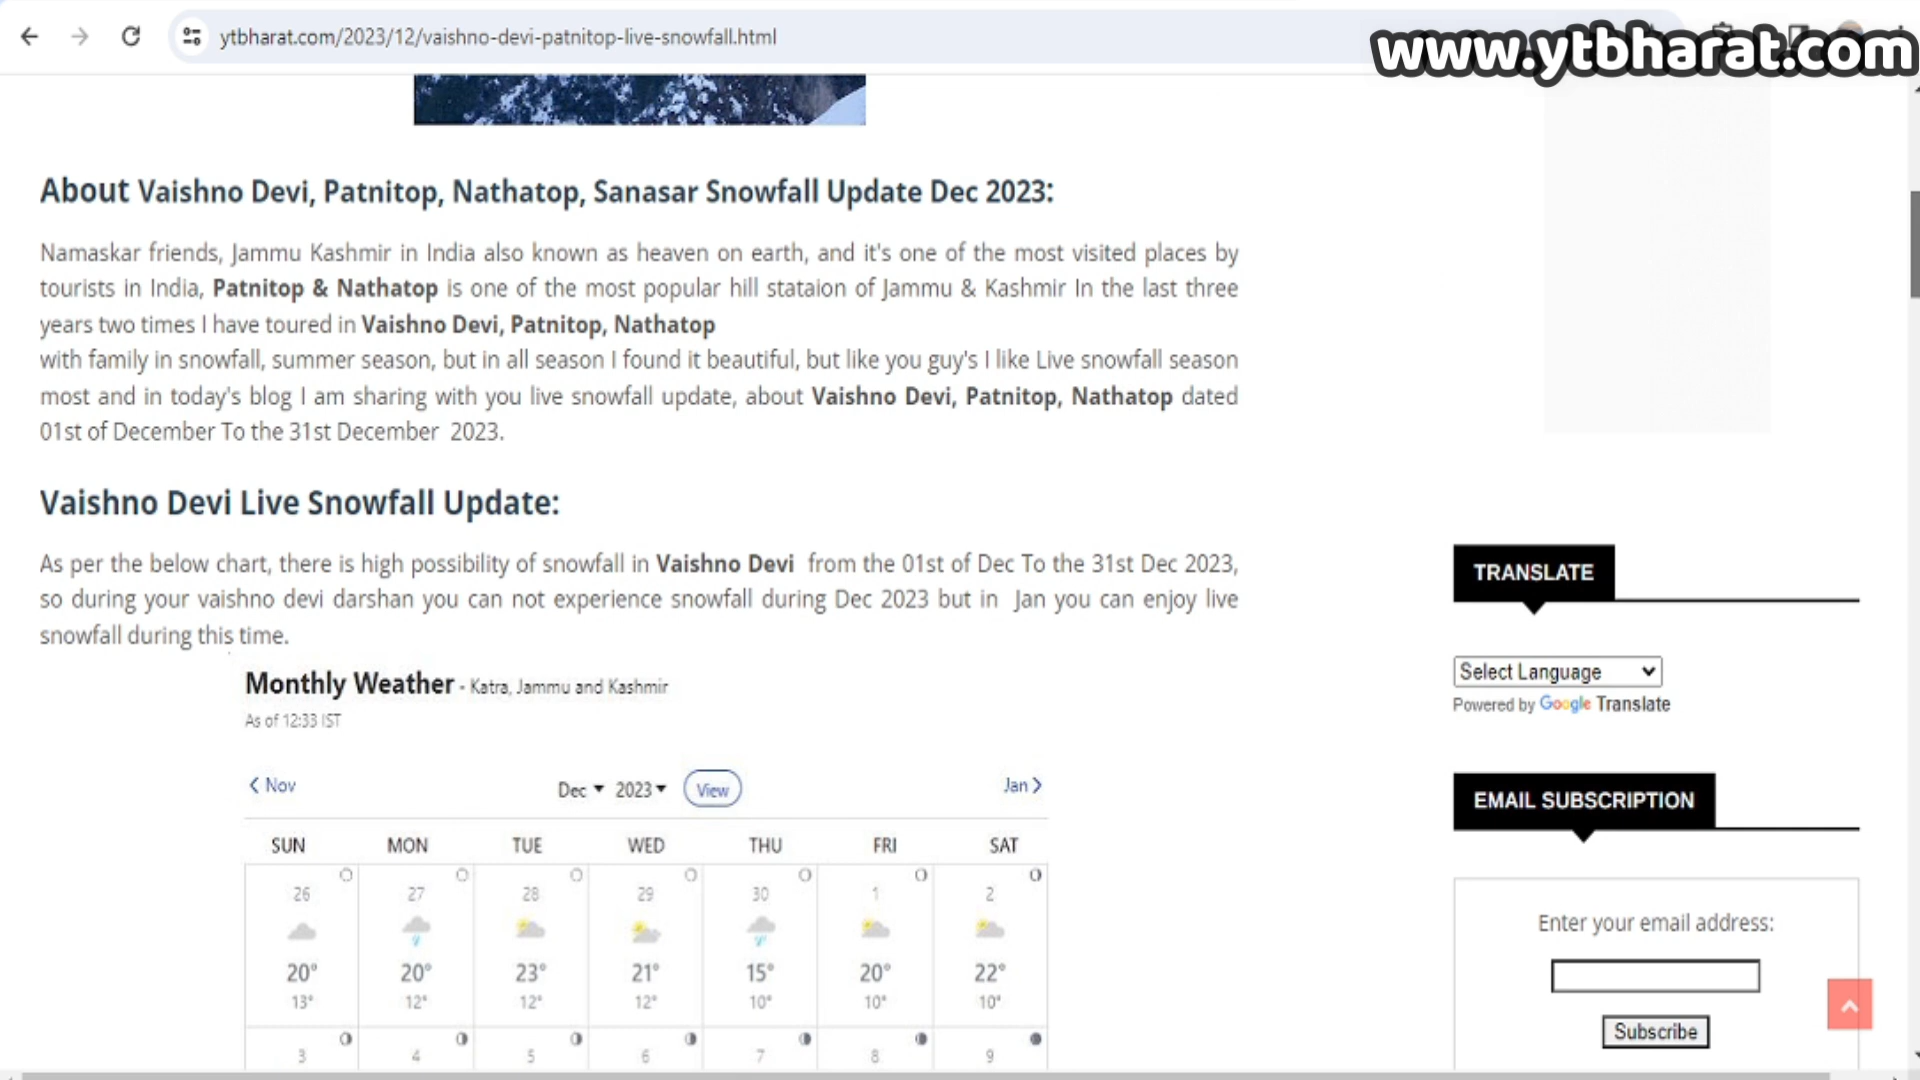 ytbharat.com/2023/12/vaishno-devi-patnitop-live-snowfall.html
www.ytbharat.com
About Vaishno Devi, Patnitop, Nathatop, Sanasar Snowfall Update Dec 2023:
Namaskar friends, Jammu Kashmir in India also known as heaven on earth, and it's one of the most visited places by
tourists in India, Patnitop & Nathatop is one of the most popular hill stataion of Jammu & Kashmir In the last three
years two times I have toured in Vaishno Devi, Patnitop, Nathatop
with family in snowfall, summer season, but in all season I found it beautiful, but like you guy's I like Live snowfall season
most and in today's blog I am sharing with you live snowfall update, about Vaishno Devi, Patnitop, Nathatop dated
01st of December To the 31st December 2023.
Vaishno Devi Live Snowfall Update:
As per the below chart, there is high possibility of snowfall in Vaishno Devi from the 01st of Dec To the 31st Dec 2023,
so during your vaishno devi darshan you can not experience snowfall during Dec 2023 but in Jan you can enjoy live
snowfall during this time.
Monthly Weather - Katra, Jammu and Kashmir
As of 12:33 IST
Nov Dec 2023 View Jan
SUN MON TUE WED THU FRI SAT
26 27 28 29 30 1 2
20° 20° 23° 21° 15° 20° 22°
13° 12° 12° 12° 10° 10° 10°
3 4 5 6 7 8 9
TRANSLATE
Select Language
Powered by Google Translate
EMAIL SUBSCRIPTION
Enter your email address:
Subscribe